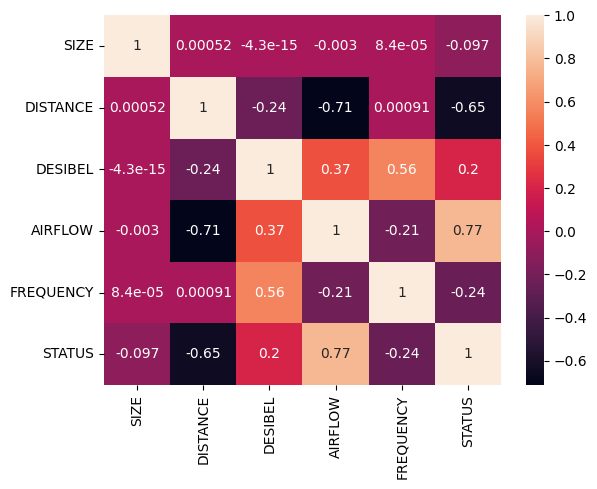 SIZE 1 0.00052 -4.3e-15 -0.003 8.4e-05 -0.097
DISTANCE 0.00052 1 -0.24 -0.71 0.00091 -0.65
DESIBEL -4.3e-15 -0.24 1 0.37 0.56 0.2
AIRFLOW -0.003 -0.71 0.37 1 -0.21 0.77
FREQUENCY 8.4e-05 0.00091 0.56 -0.21 1 -0.24
STATUS -0.097 -0.65 0.2 0.77 -0.24 1
SIZE
DISTANCE
DESIBEL
AIRFLOW
FREQUENCY
STATUS
1.0
0.8
0.6
0.4
0.2
0.0
−0.2
−0.4
−0.6